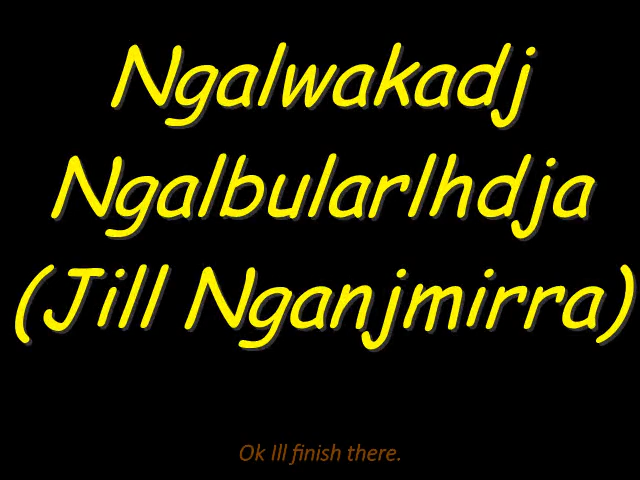 Ngalwakadj
Ngalbularlhdja
(Jill Nganjmirra)
Ok Ill finish there.